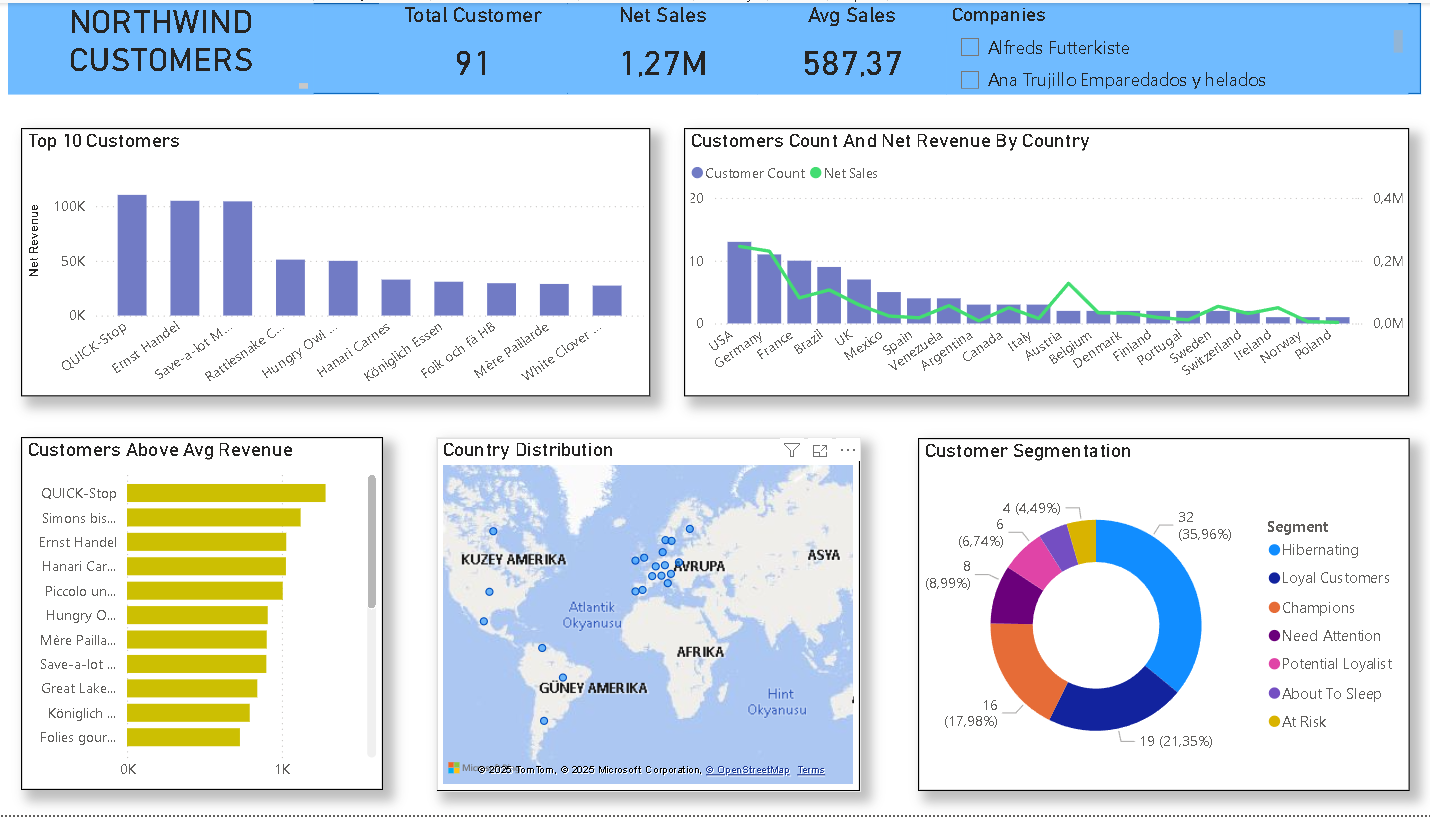 NORTHWIND
CUSTOMERS
Total Customer
91
Net Sales
1,27M
Avg Sales
587,37
Companies
Alfreds Futterkiste
Ana Trujillo Emparedados y helados
Top 10 Customers
Net Revenue
100K
50K
0K
QUICK-Stop
Ernst Handel
Save-a-lot M...
Rattlesnake C...
Hungry Owl ...
Hanari Carnes
Königlich Essen
Folk och fä HB
Mère Paillarde
White Clover ...
Customers Count And Net Revenue By Country
Customer Count
Net Sales
20
10
0
0,4M
0,2M
0,0M
USA
Germany
France
Brazil
UK
Mexico
Spain
Venezuela
Argentina
Canada
Italy
Austria
Belgium
Denmark
Finland
Portugal
Sweden
Switzerland
Ireland
Norway
Poland
Customers Above Avg Revenue
QUICK-Stop
Simons bis...
Ernst Handel
Hanari Car...
Piccolo un...
Hungry O...
Mère Pailla...
Save-a-lot ...
Great Lake...
Königlich ...
Folies gour...
0K
1K
Country Distribution
KUZEY AMERIKA
AVRUPA
ASYA
Atlantik
Okyanusu
AFRIKA
GÜNEY AMERIKA
Hint
Okyanusu
© 2025 TomTom, © 2025 Microsoft Corporation, © OpenStreetMap Terms
Customer Segmentation
32
(35,96%)
19 (21,35%)
16
(17,98%)
8
(8,99%)
6
(6,74%)
4 (4,49%)
Segment
Hibernating
Loyal Customers
Champions
Need Attention
Potential Loyalist
About To Sleep
At Risk